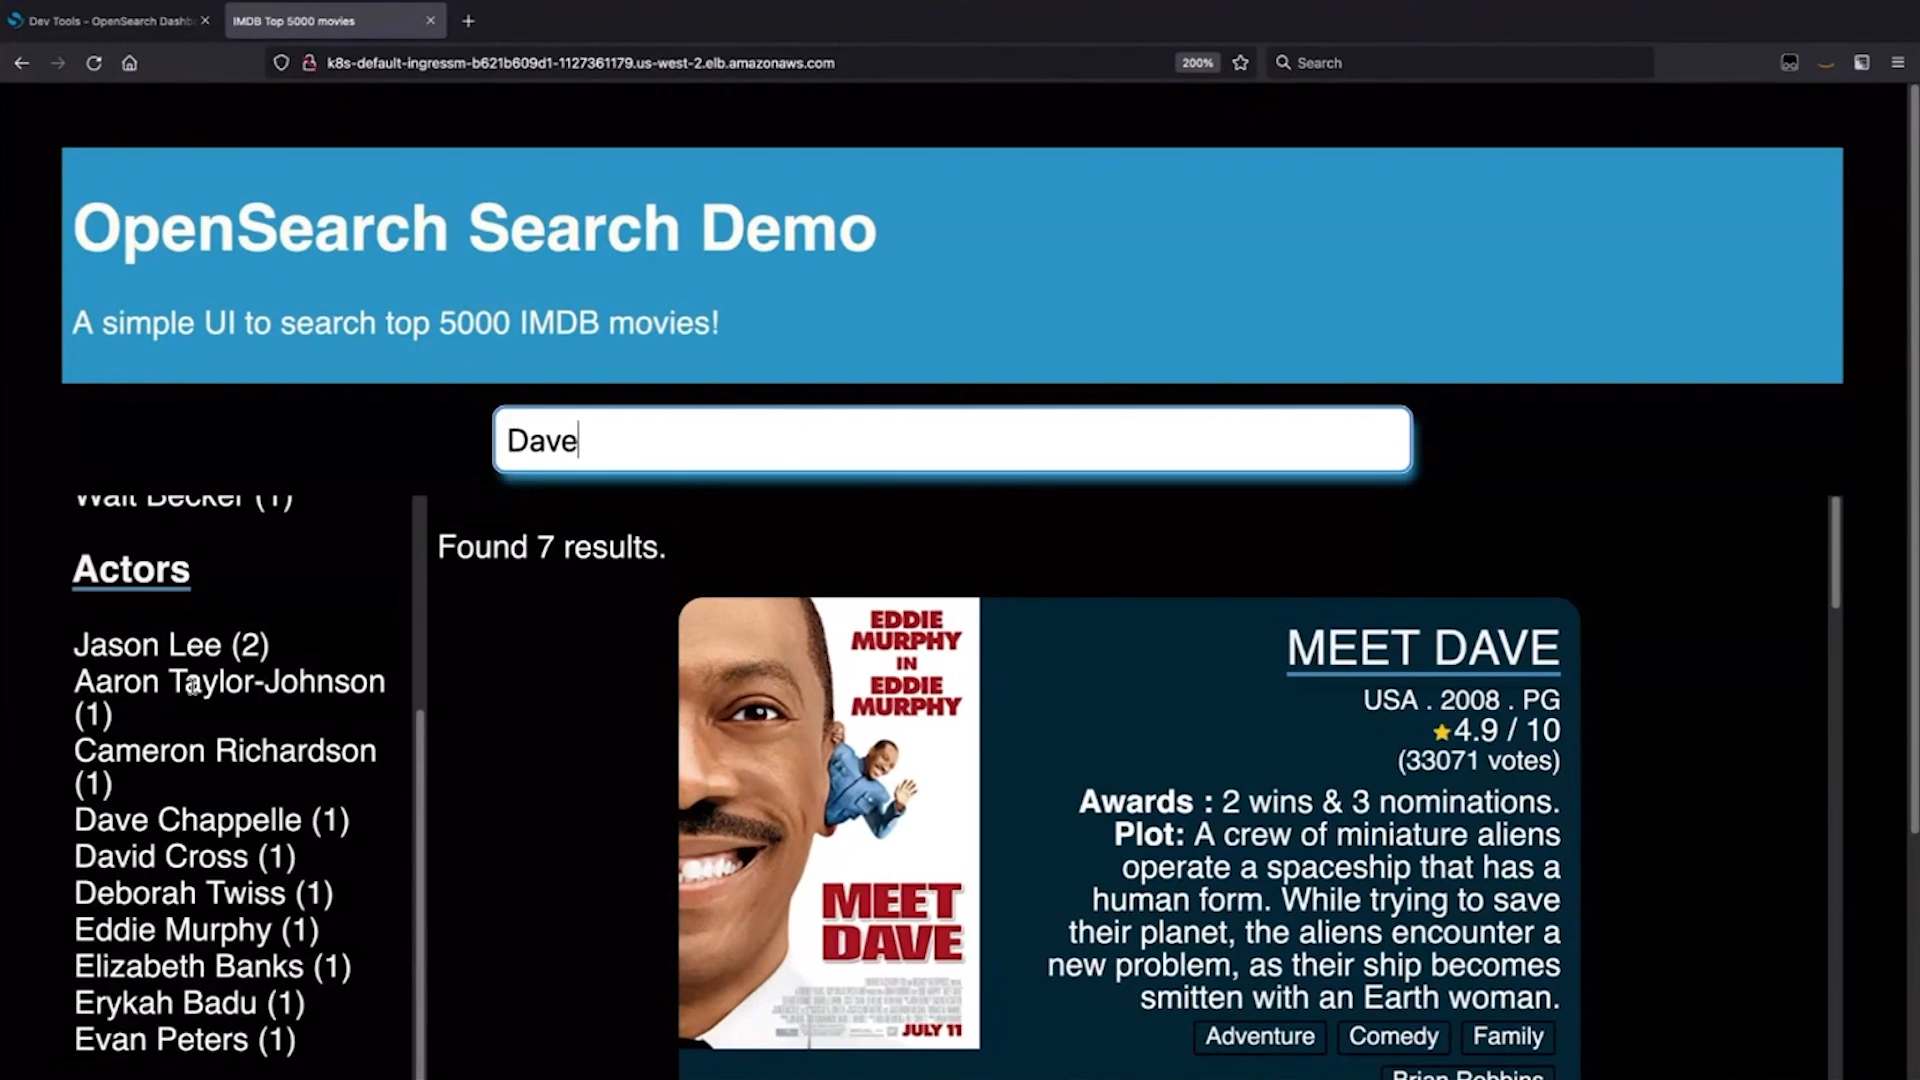 Dev Tools - OpenSearch Dashb
IMDB Top 5000 movies
k8s-default-ingressm-b621b609d1-1127361179.us-west-2.elb.amazonaws.com
200%
Search
OpenSearch Search Demo
A simple UI to search top 5000 IMDB movies!
Dave
Walt Becker (1)
Actors
Jason Lee (2)
Aaron Taylor-Johnson
(1)
Cameron Richardson
(1)
Dave Chappelle (1)
David Cross (1)
Deborah Twiss (1)
Eddie Murphy (1)
Elizabeth Banks (1)
Erykah Badu (1)
Evan Peters (1)
Found 7 results.
EDDIE
MURPHY
IN
EDDIE
MURPHY
MEET
DAVE
JULY 11
MEET DAVE
USA . 2008 . PG
4.9 / 10
(33071 votes)
Awards : 2 wins & 3 nominations.
Plot: A crew of miniature aliens
operate a spaceship that has a
human form. While trying to save
their planet, the aliens encounter a
new problem, as their ship becomes
smitten with an Earth woman.
Adventure
Comedy
Family
Brian Robbins